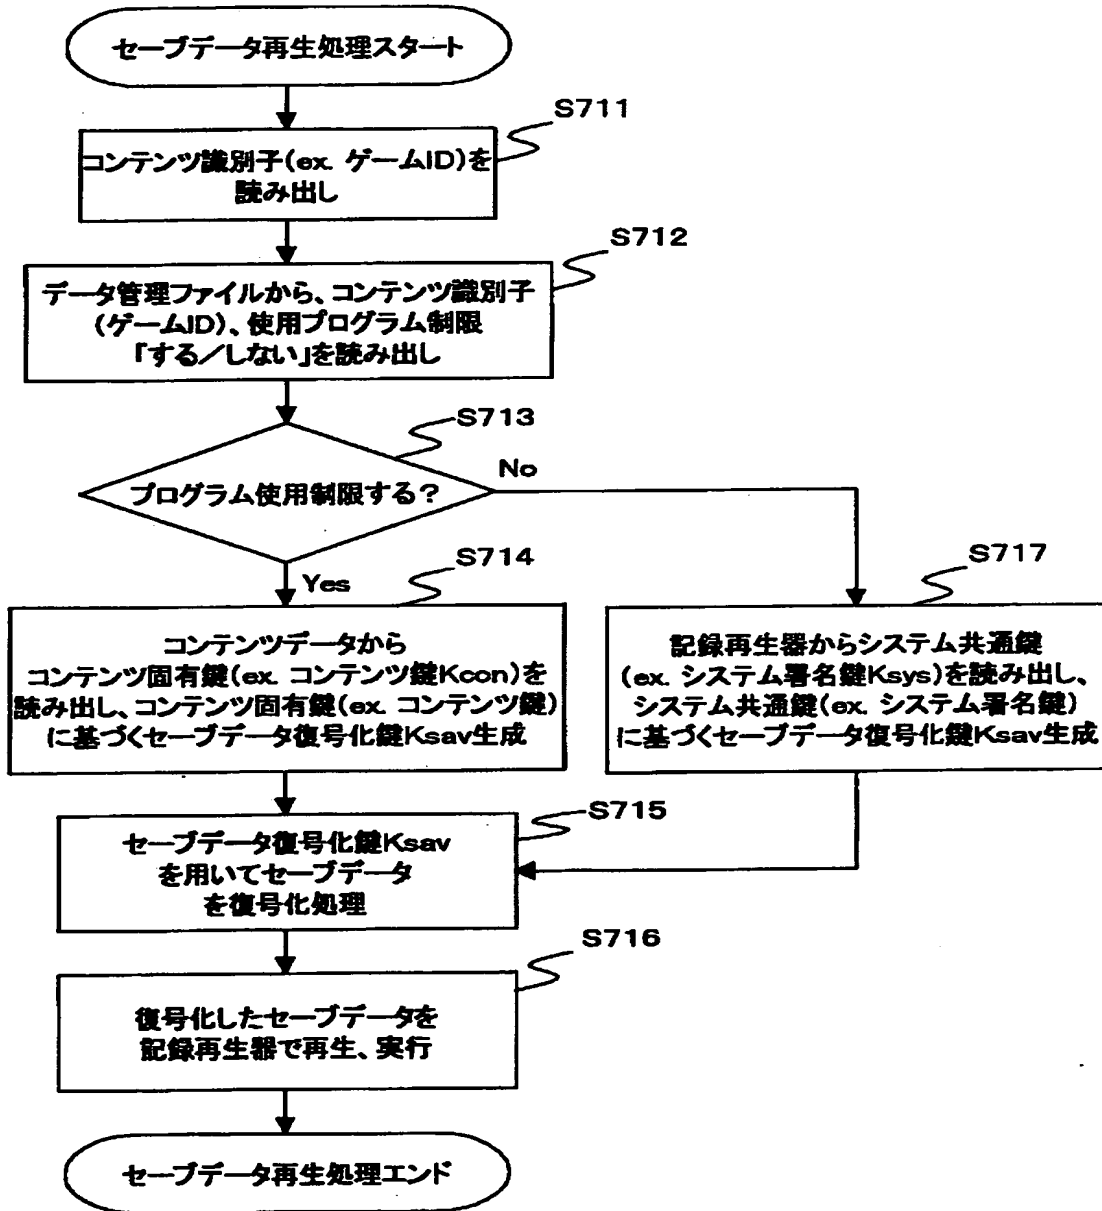 セーブデータ再生処理スタート
S711
コンテンツ識別子(ex. ゲームID)を
読み出し
S712
データ管理ファイルから、コンテンツ識別子
(ゲームID)、使用プログラム制限
「する/しない」を読み出し
S713
プログラム使用制限する?
No
Yes
S714
コンテンツデータから
コンテンツ固有鍵(ex. コンテンツ鍵Kcon)を
読み出し、コンテンツ固有鍵(ex. コンテンツ鍵)
に基づくセーブデータ復号化鍵Ksav生成
S717
記録再生器からシステム共通鍵
(ex. システム署名鍵Ksys)を読み出し、
システム共通鍵(ex. システム署名鍵)
に基づくセーブデータ復号化鍵Ksav生成
S715
セーブデータ復号化鍵Ksav
を用いてセーブデータ
を復号化処理
S716
復号化したセーブデータを
記録再生器で再生、実行
セーブデータ再生処理エンド